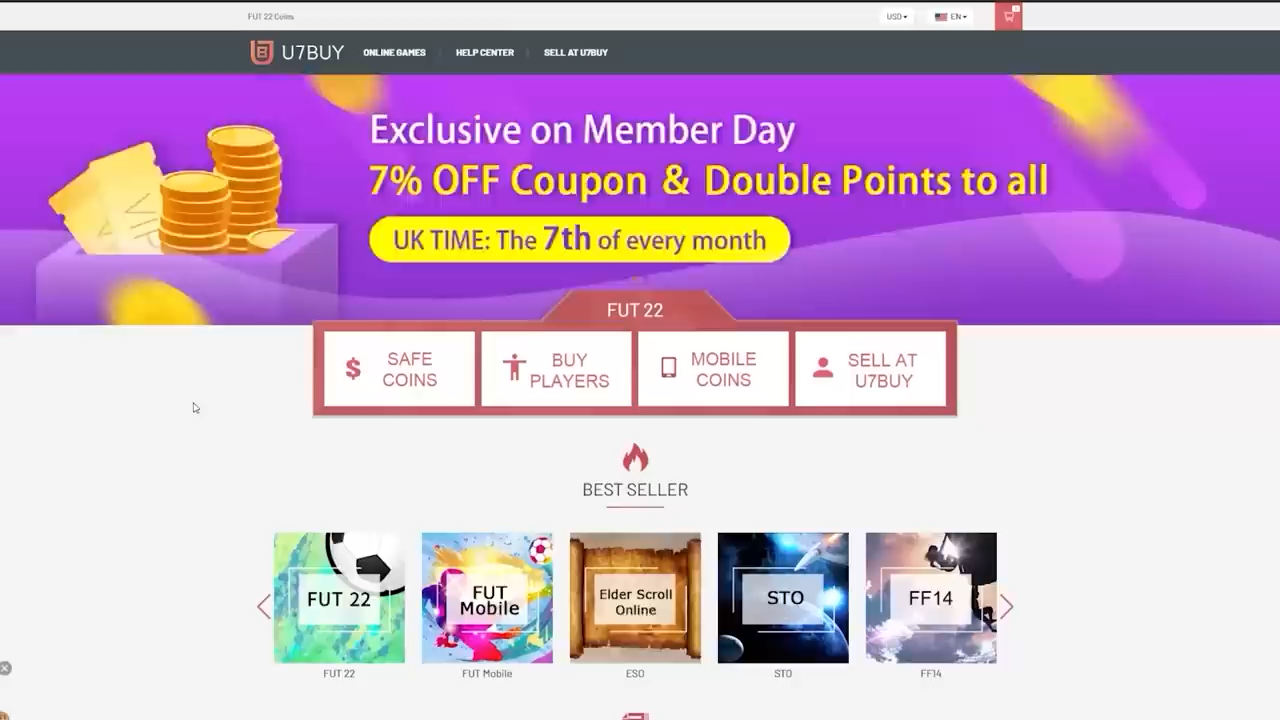 FUT 22 Coins
USD
EN
U7BUY
ONLINE GAMES
HELP CENTER
SELL AT U7BUY
Exclusive on Member Day
7% OFF Coupon & Double Points to all
UK TIME: The 7th of every month
FUT 22
SAFE
COINS
BUY
PLAYERS
MOBILE
COINS
SELL AT
U7BUY
BEST SELLER
FUT 22
FUT
Mobile
Elder Scroll
Online
STO
FF14
FUT 22
FUT Mobile
ESO
STO
FF14